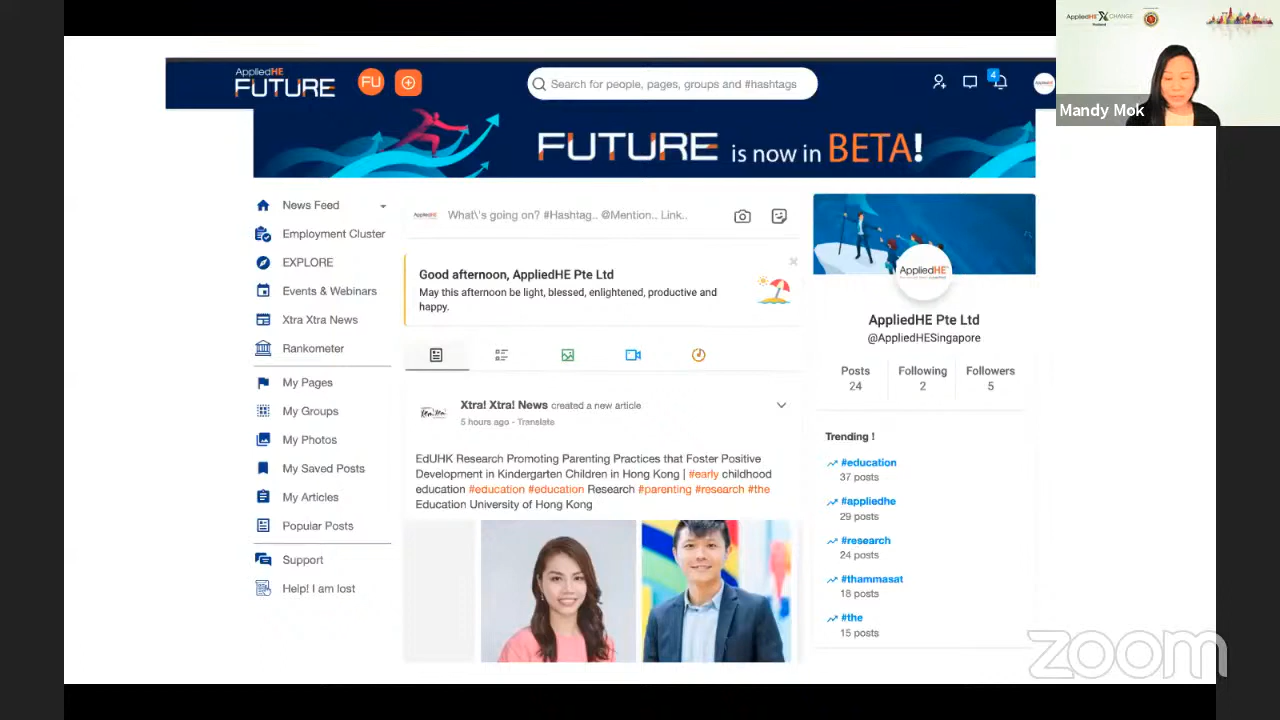 AppliedHE
FUTURE
FU
Search for people, pages, groups and #hashtags
4
AppliedHE X CHANGE
Thailand
Mandy Mok
FUTURE is now in BETA!
News Feed
Employment Cluster
EXPLORE
Events & Webinars
Xtra Xtra News
Rankometer
My Pages
My Groups
My Photos
My Saved Posts
My Articles
Popular Posts
Support
Help! I am lost
AppliedHE
What\'s going on? #Hashtag.. @Mention.. Link..
Good afternoon, AppliedHE Pte Ltd
May this afternoon be light, blessed, enlightened, productive and
happy.
Xtra! Xtra! News created a new article
5 hours ago - Translate
EdUHK Research Promoting Parenting Practices that Foster Positive
Development in Kindergarten Children in Hong Kong | #early childhood
education #education #education Research #parenting #research #the
Education University of Hong Kong
AppliedHE
AppliedHE Pte Ltd
@AppliedHESingapore
Posts Following Followers
24 2 5
Trending !
#education
37 posts
#appliedhe
29 posts
#research
24 posts
#thammasat
18 posts
#the
15 posts
zoom